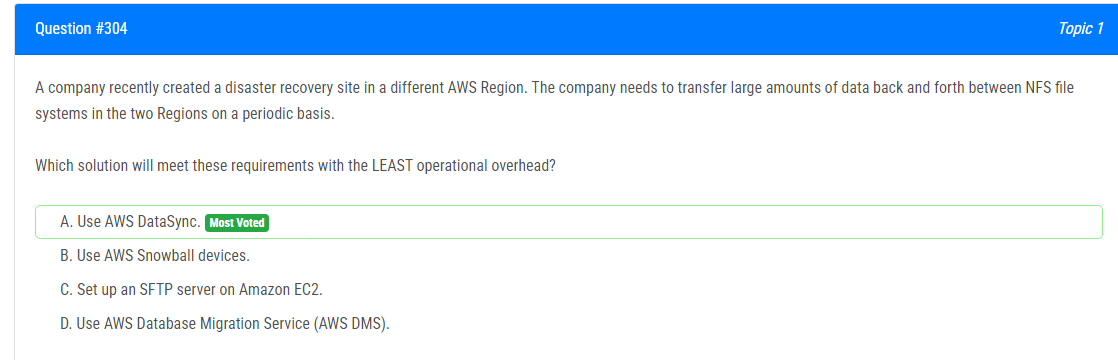 Question #304
Topic 1
A company recently created a disaster recovery site in a different AWS Region. The company needs to transfer large amounts of data back and forth between NFS file
systems in the two Regions on a periodic basis.
Which solution will meet these requirements with the LEAST operational overhead?
A. Use AWS DataSync. Most Voted
B. Use AWS Snowball devices.
C. Set up an SFTP server on Amazon EC2.
D. Use AWS Database Migration Service (AWS DMS).